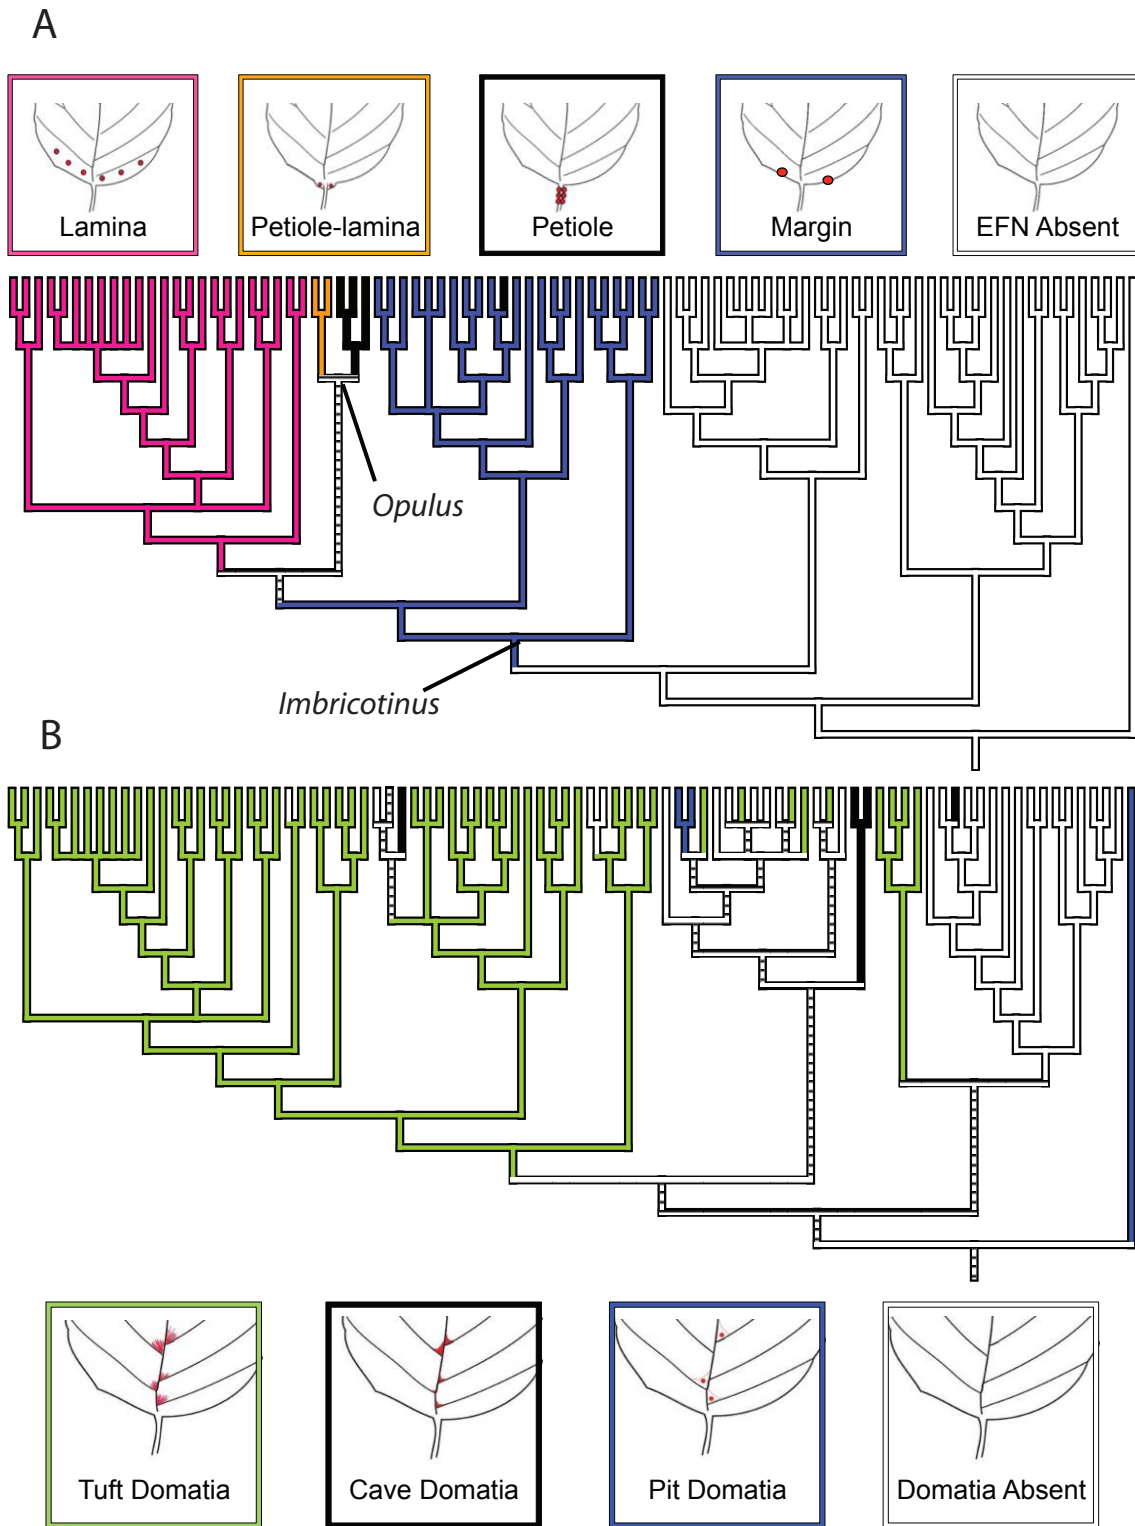 A
Lamina
Petiole-lamina
Petiole
Margin
EFN Absent
Opulus
Imbricotinus
B
Tuft Domatia
Cave Domatia
Pit Domatia
Domatia Absent